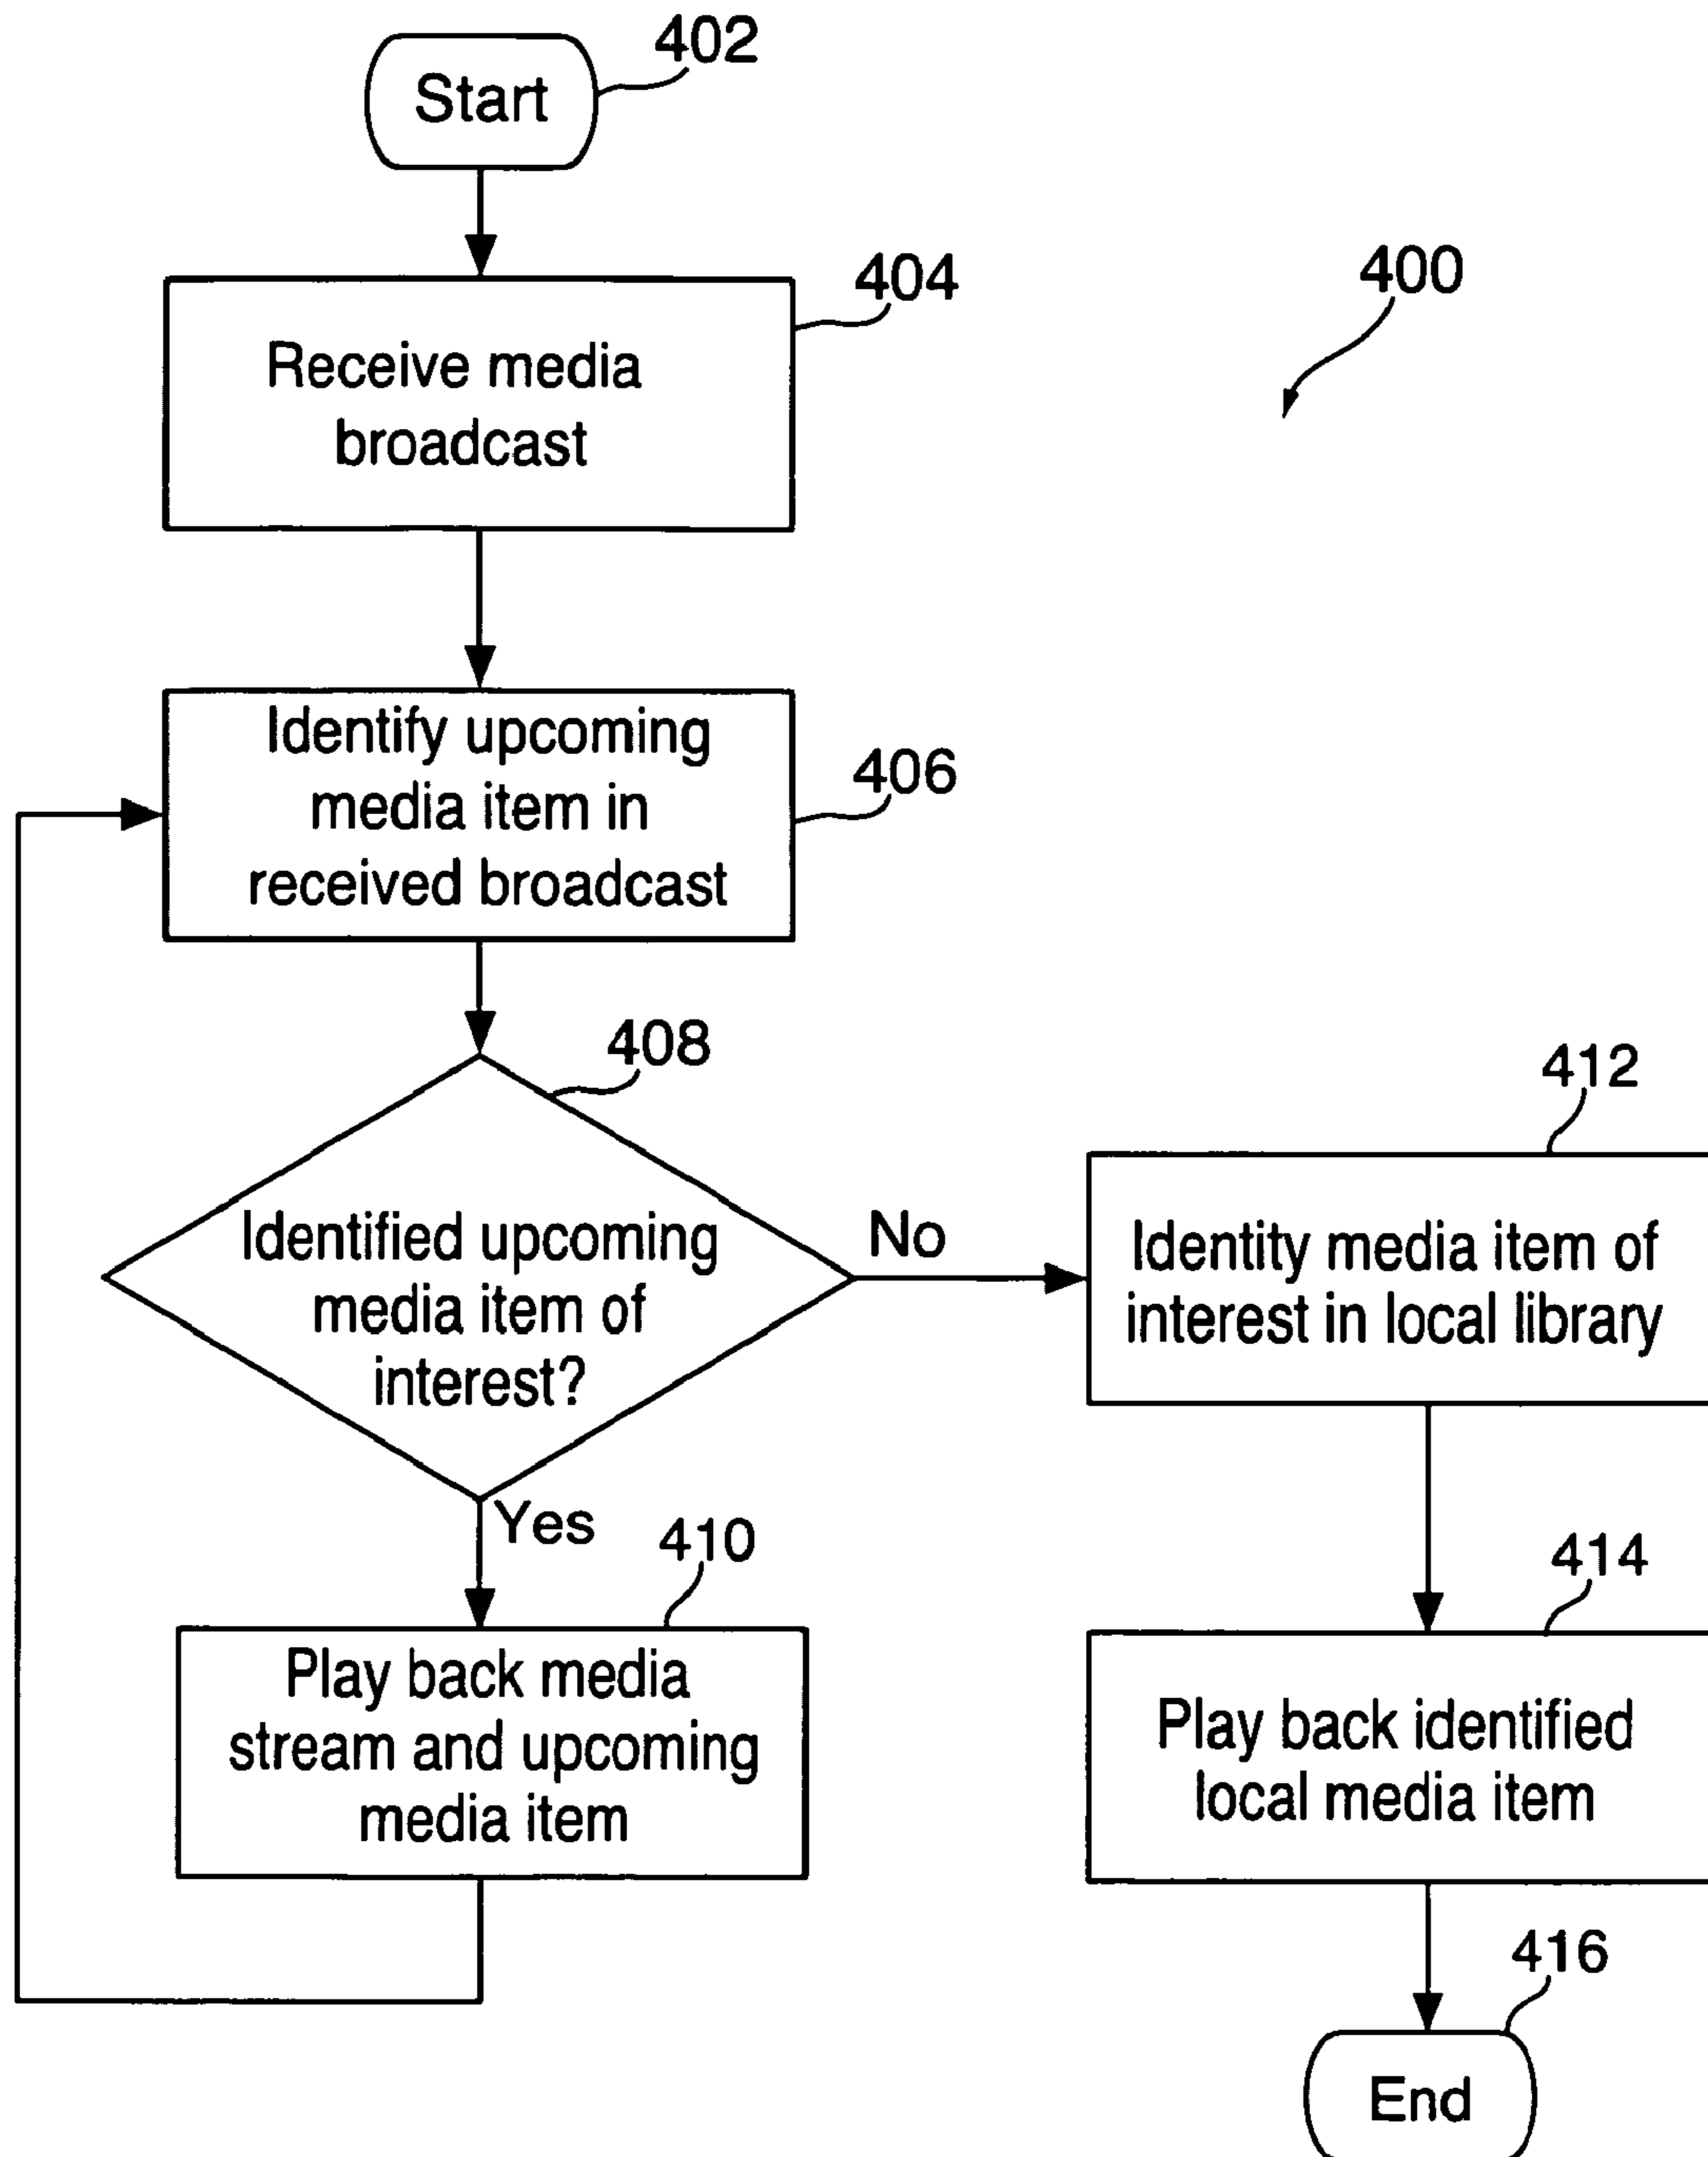 402
Start
404
Receive media
broadcast
400
Identify upcoming
media item in
received broadcast
406
408
Identified upcoming
media item of
interest?
No
Yes
412
Identity media item of
interest in local library
410
Play back media
stream and upcoming
media item
414
Play back identified
local media item
416
End